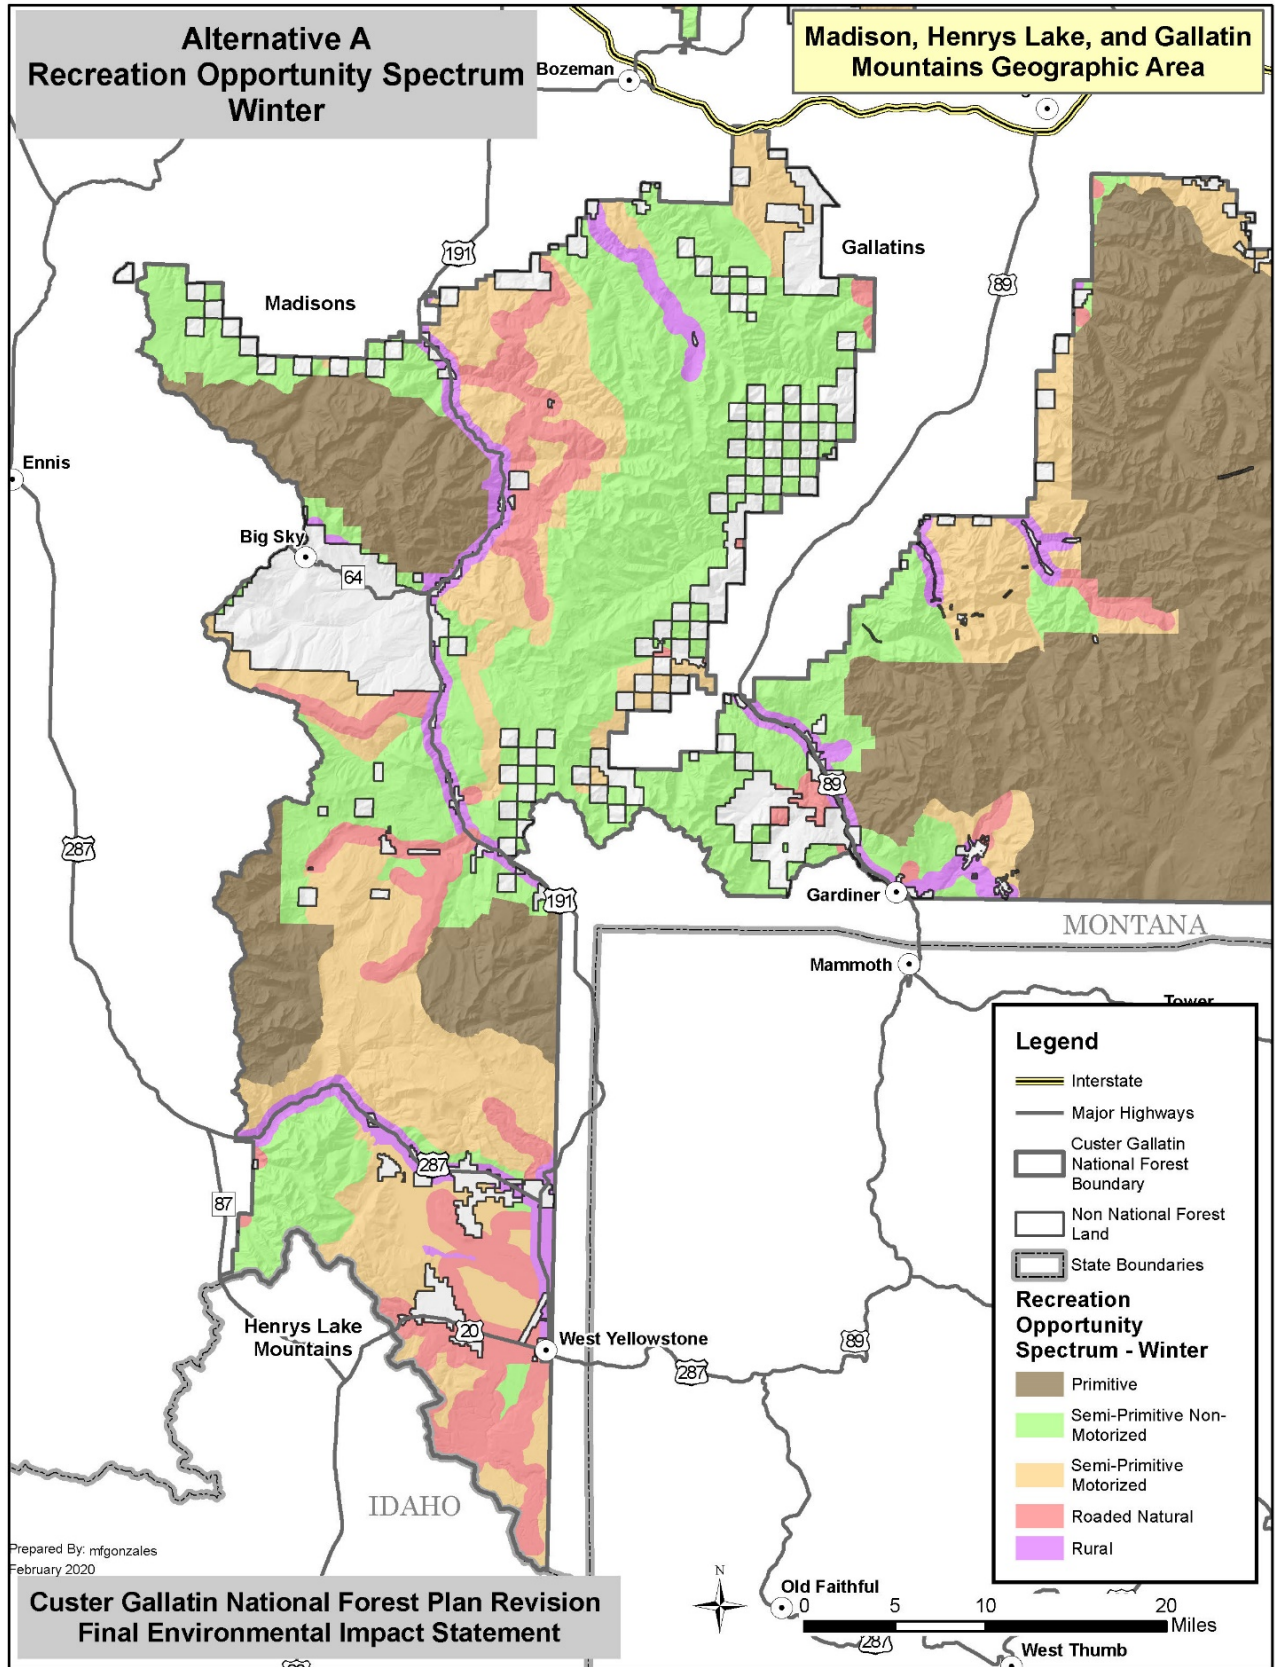 Alternative A
Recreation Opportunity Spectrum
Winter
Madison, Henrys Lake, and Gallatin
Mountains Geographic Area
Bozeman
191
Gallatins
89
Madisons
Ennis
Big Sky
64
287
89
191
Gardiner
MONTANA
Mammoth
Tower
287
87
Henrys Lake
Mountains
20
West Yellowstone
287
89
IDAHO
Legend
Interstate
Major Highways
Custer Gallatin
National Forest
Boundary
Non National Forest
Land
State Boundaries
Recreation
Opportunity
Spectrum - Winter
Primitive
Semi-Primitive Non-
Motorized
Semi-Primitive
Motorized
Roaded Natural
Rural
Prepared By: mfgonzales
February 2020
Custer Gallatin National Forest Plan Revision
Final Environmental Impact Statement
N
Old Faithful
0 5 10 20
Miles
287
West Thumb